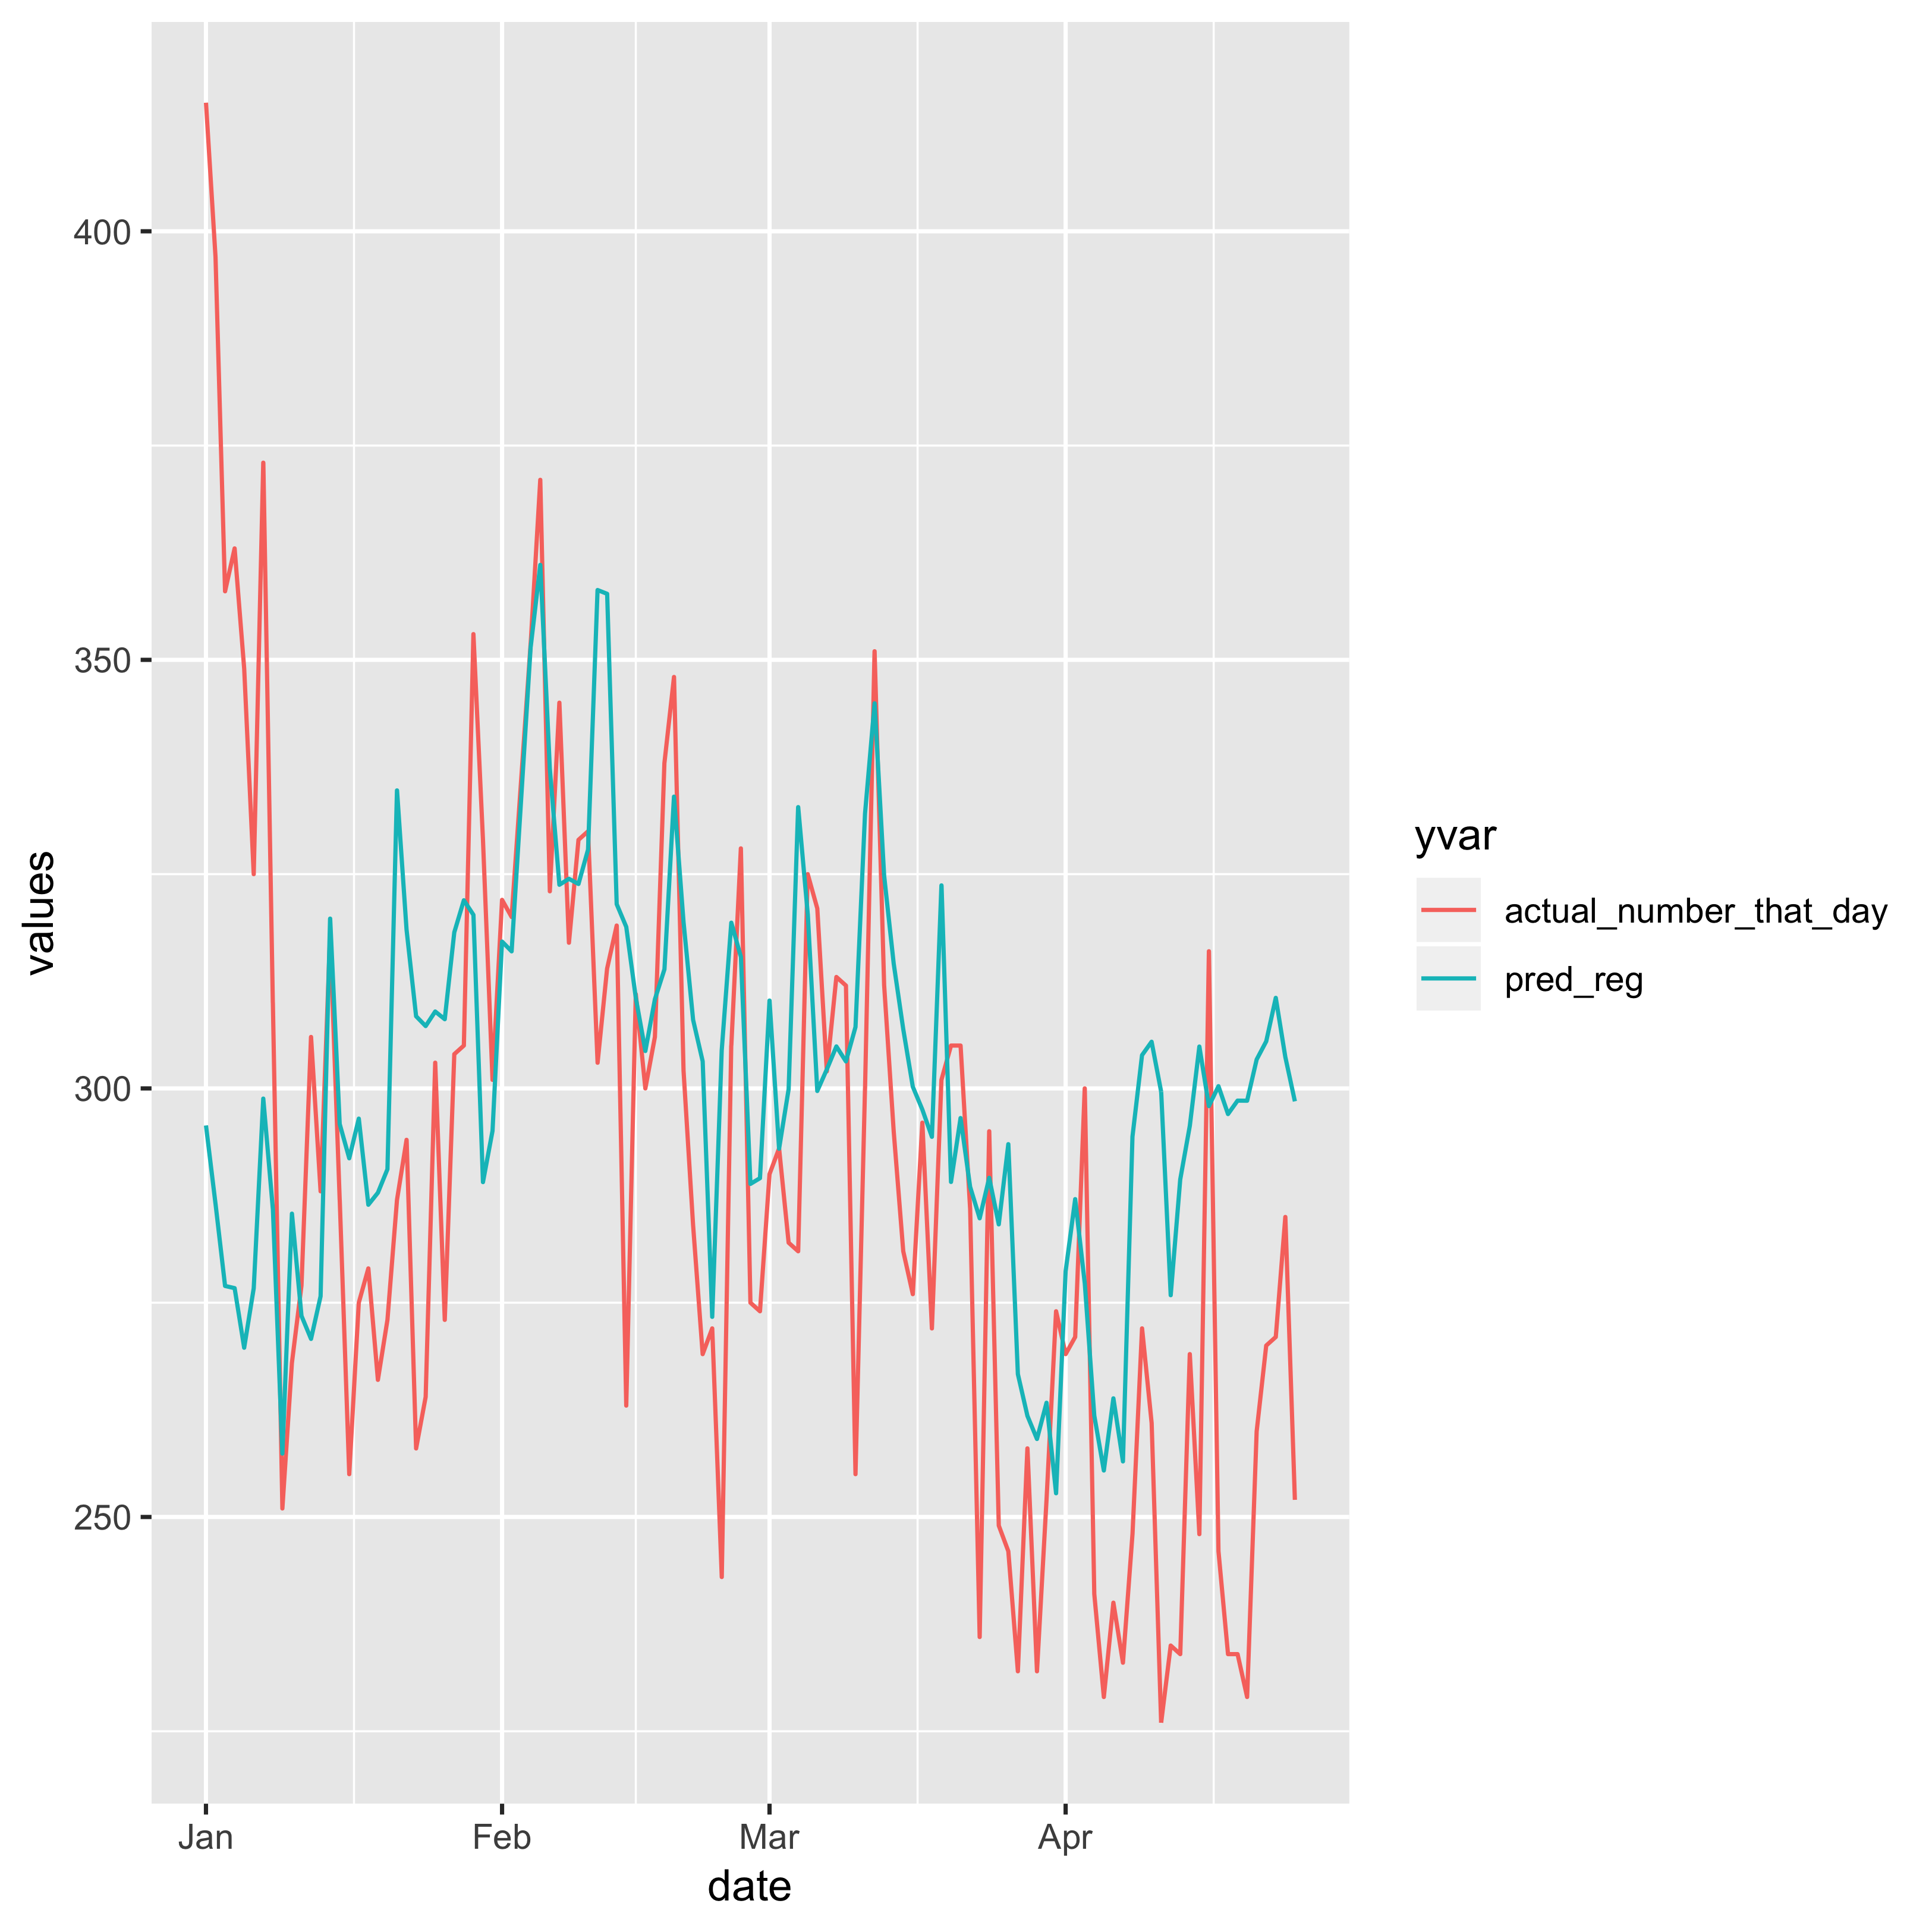 400
350
300
250
values
Jan
Feb
Mar
Apr
date
yvar
actual_number_that_day
pred_reg